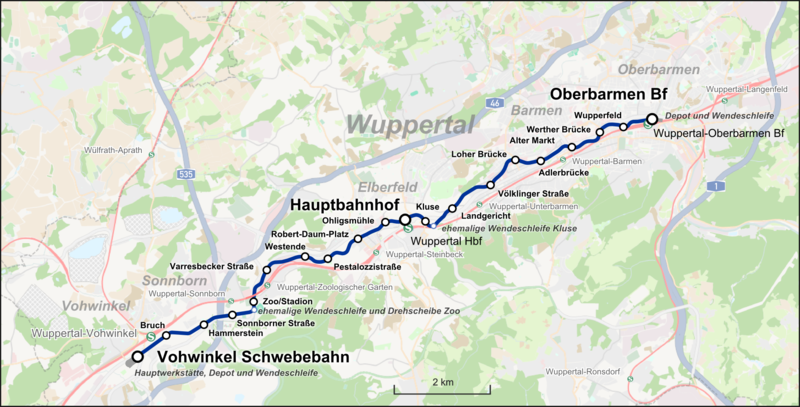 Oberbarmen
Oberbarmen Bf
Wuppertal-Langenfeld
46
Barmen
Wupperfeld
Depot und Wendeschleife
Wuppertal
Werther Brücke
Wuppertal-Oberbarmen Bf
Alter Markt
Wülfrath-Aprath
Loher Brücke
Wuppertal-Barmen
Adlerbrücke
535
Elberfeld
1
Völklinger Straße
Hauptbahnhof
Kluse
Wuppertal-Unterbarmen
Ohligsmühle
Landgericht
ehemalige Wendeschleife Kluse
Robert-Daum-Platz
Wuppertal Hbf
Westende
Wuppertal-Steinbeck
Varresbecker Straße
Pestalozzistraße
Sonnborn
Wuppertal-Zoologischer Garten
Wuppertal-Sonnborn
Vohwinkel
Zoo/Stadion
ehemalige Wendeschleife und Drehscheibe Zoo
Bruch
Sonnborner Straße
Wuppertal-Vohwinkel
Hammerstein
Vohwinkel Schwebebahn
Hauptwerkstätte, Depot und Wendeschleife
Wuppertal-Ronsdorf
2 km